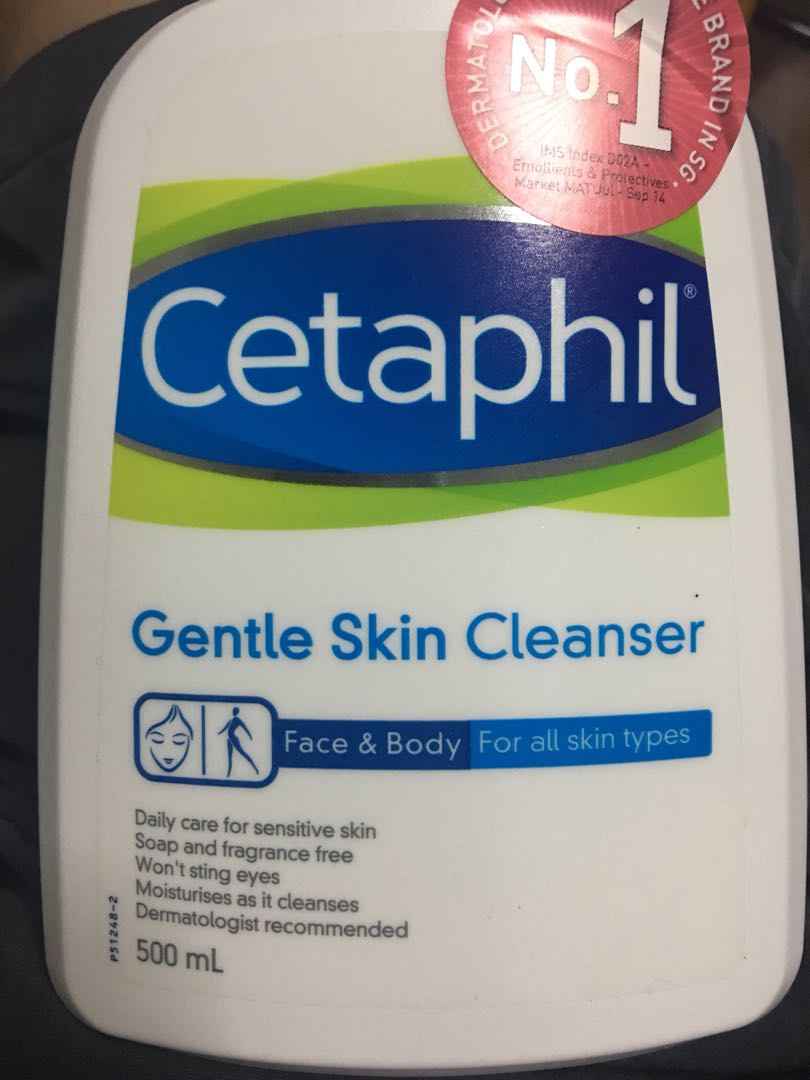 No.1
BRAND IN SG.
IMS Index D02A -
Emollients & Protectives
Market MAT Jul - Sep 14
Cetaphil®
Gentle Skin Cleanser
Face & Body For all skin types
Daily care for sensitive skin
Soap and fragrance free
Won't sting eyes
Moisturises as it cleanses
Dermatologist recommended
500 mL
P51248-2